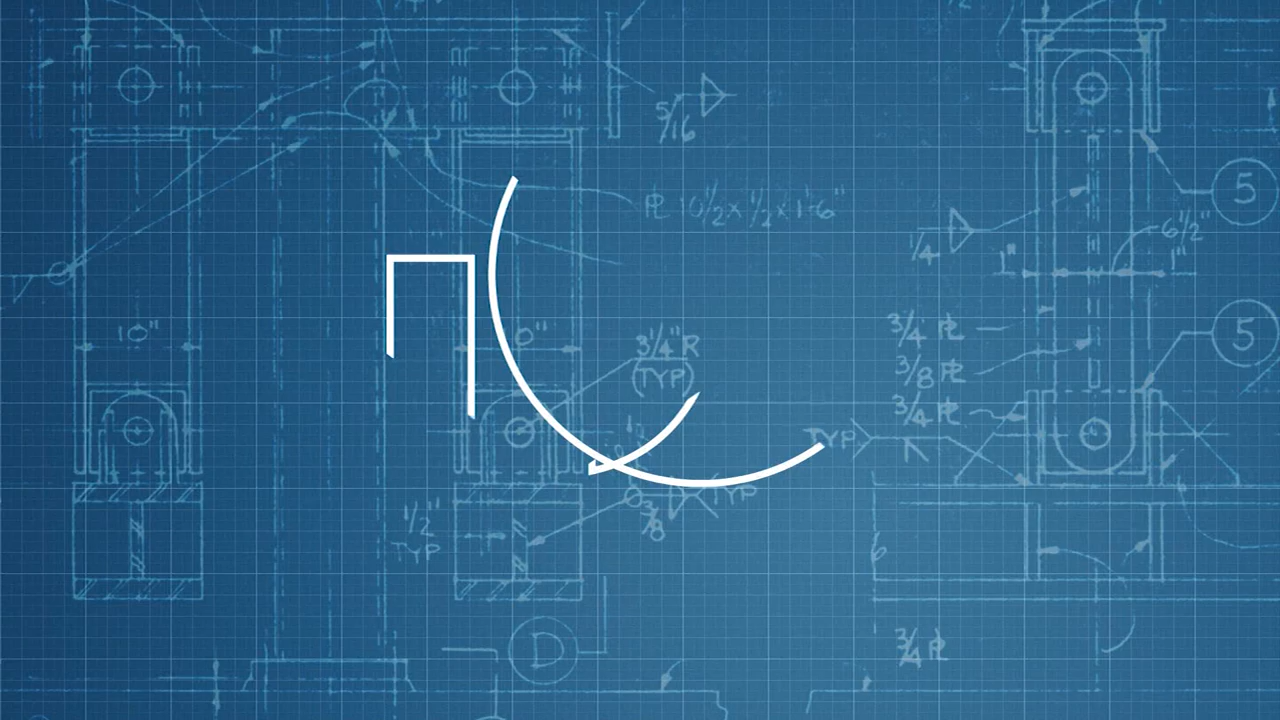 5/16
PL 10 1/2 x 1/2 x 1'-6"
5
6 1/2"
1/4
1" 1"
10"
0"
3/4" R
(TYP)
3/4 PL
3/8 PL
3/4 PL
5
TYP
TYP
1/2"
TYP
3/8
6
D
3/4 PL